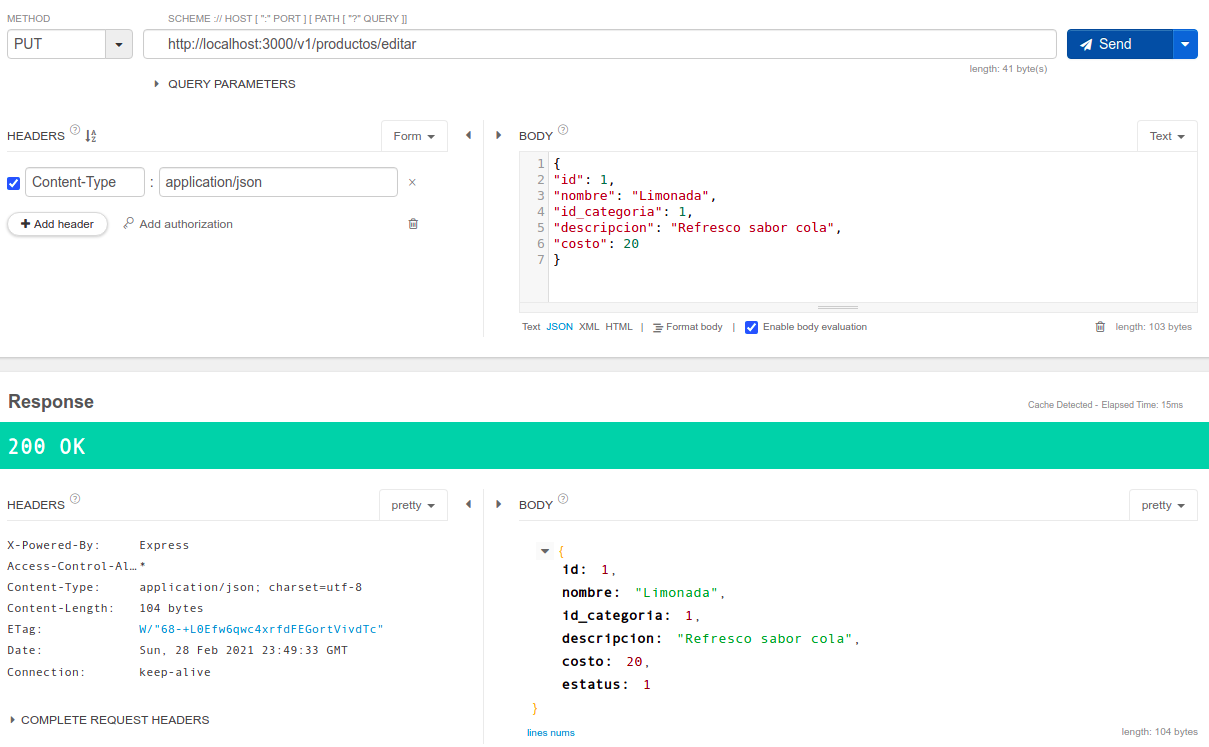 METHOD
SCHEME :// HOST [ ":" PORT ] [ PATH [ "?" QUERY ]]
PUT
http://localhost:3000/v1/productos/editar
Send
length: 41 byte(s)
QUERY PARAMETERS
HEADERS ?
Form
BODY ?
Text
Content-Type : application/json ×
+ Add header
Add authorization
1 {
2 "id": 1,
3 "nombre": "Limonada",
4 "id_categoria": 1,
5 "descripcion": "Refresco sabor cola",
6 "costo": 20
7 }
Text JSON XML HTML | Format body | Enable body evaluation
length: 103 bytes
Response
Cache Detected - Elapsed Time: 15ms
200 OK
HEADERS ?
pretty
BODY ?
pretty
X-Powered-By: Express
Access-Control-Al… *
Content-Type: application/json; charset=utf-8
Content-Length: 104 bytes
ETag: W/"68-+L0Efw6qwc4xrfdFEGortVivdTc"
Date: Sun, 28 Feb 2021 23:49:33 GMT
Connection: keep-alive
COMPLETE REQUEST HEADERS
{
id: 1,
nombre: "Limonada",
id_categoria: 1,
descripcion: "Refresco sabor cola",
costo: 20,
estatus: 1
}
lines nums
length: 104 bytes